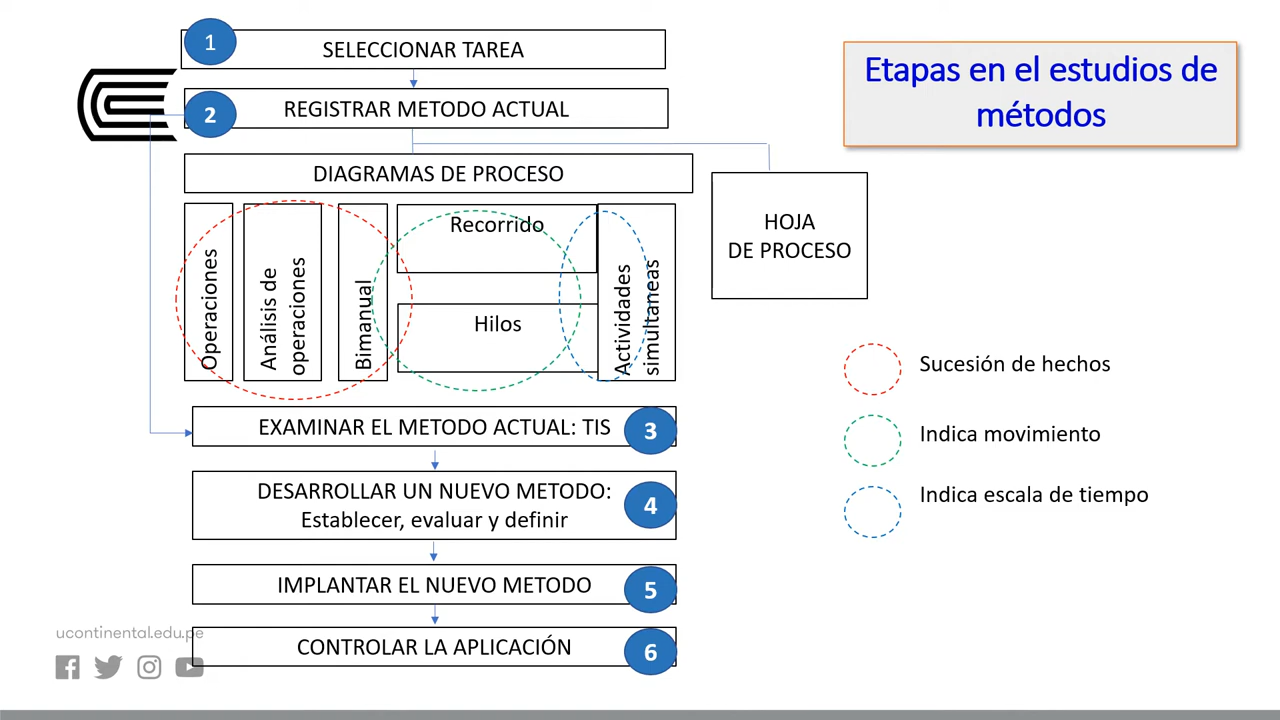 1
SELECCIONAR TAREA
Etapas en el estudios de
métodos
2
REGISTRAR METODO ACTUAL
DIAGRAMAS DE PROCESO
HOJA
DE PROCESO
Operaciones
Análisis de
operaciones
Bimanual
Recorrido
Hilos
Actividades
simultaneas
Sucesión de hechos
Indica movimiento
Indica escala de tiempo
EXAMINAR EL METODO ACTUAL: TIS
3
DESARROLLAR UN NUEVO METODO:
Establecer, evaluar y definir
4
IMPLANTAR EL NUEVO METODO
5
CONTROLAR LA APLICACIÓN
6
ucontinental.edu.pe